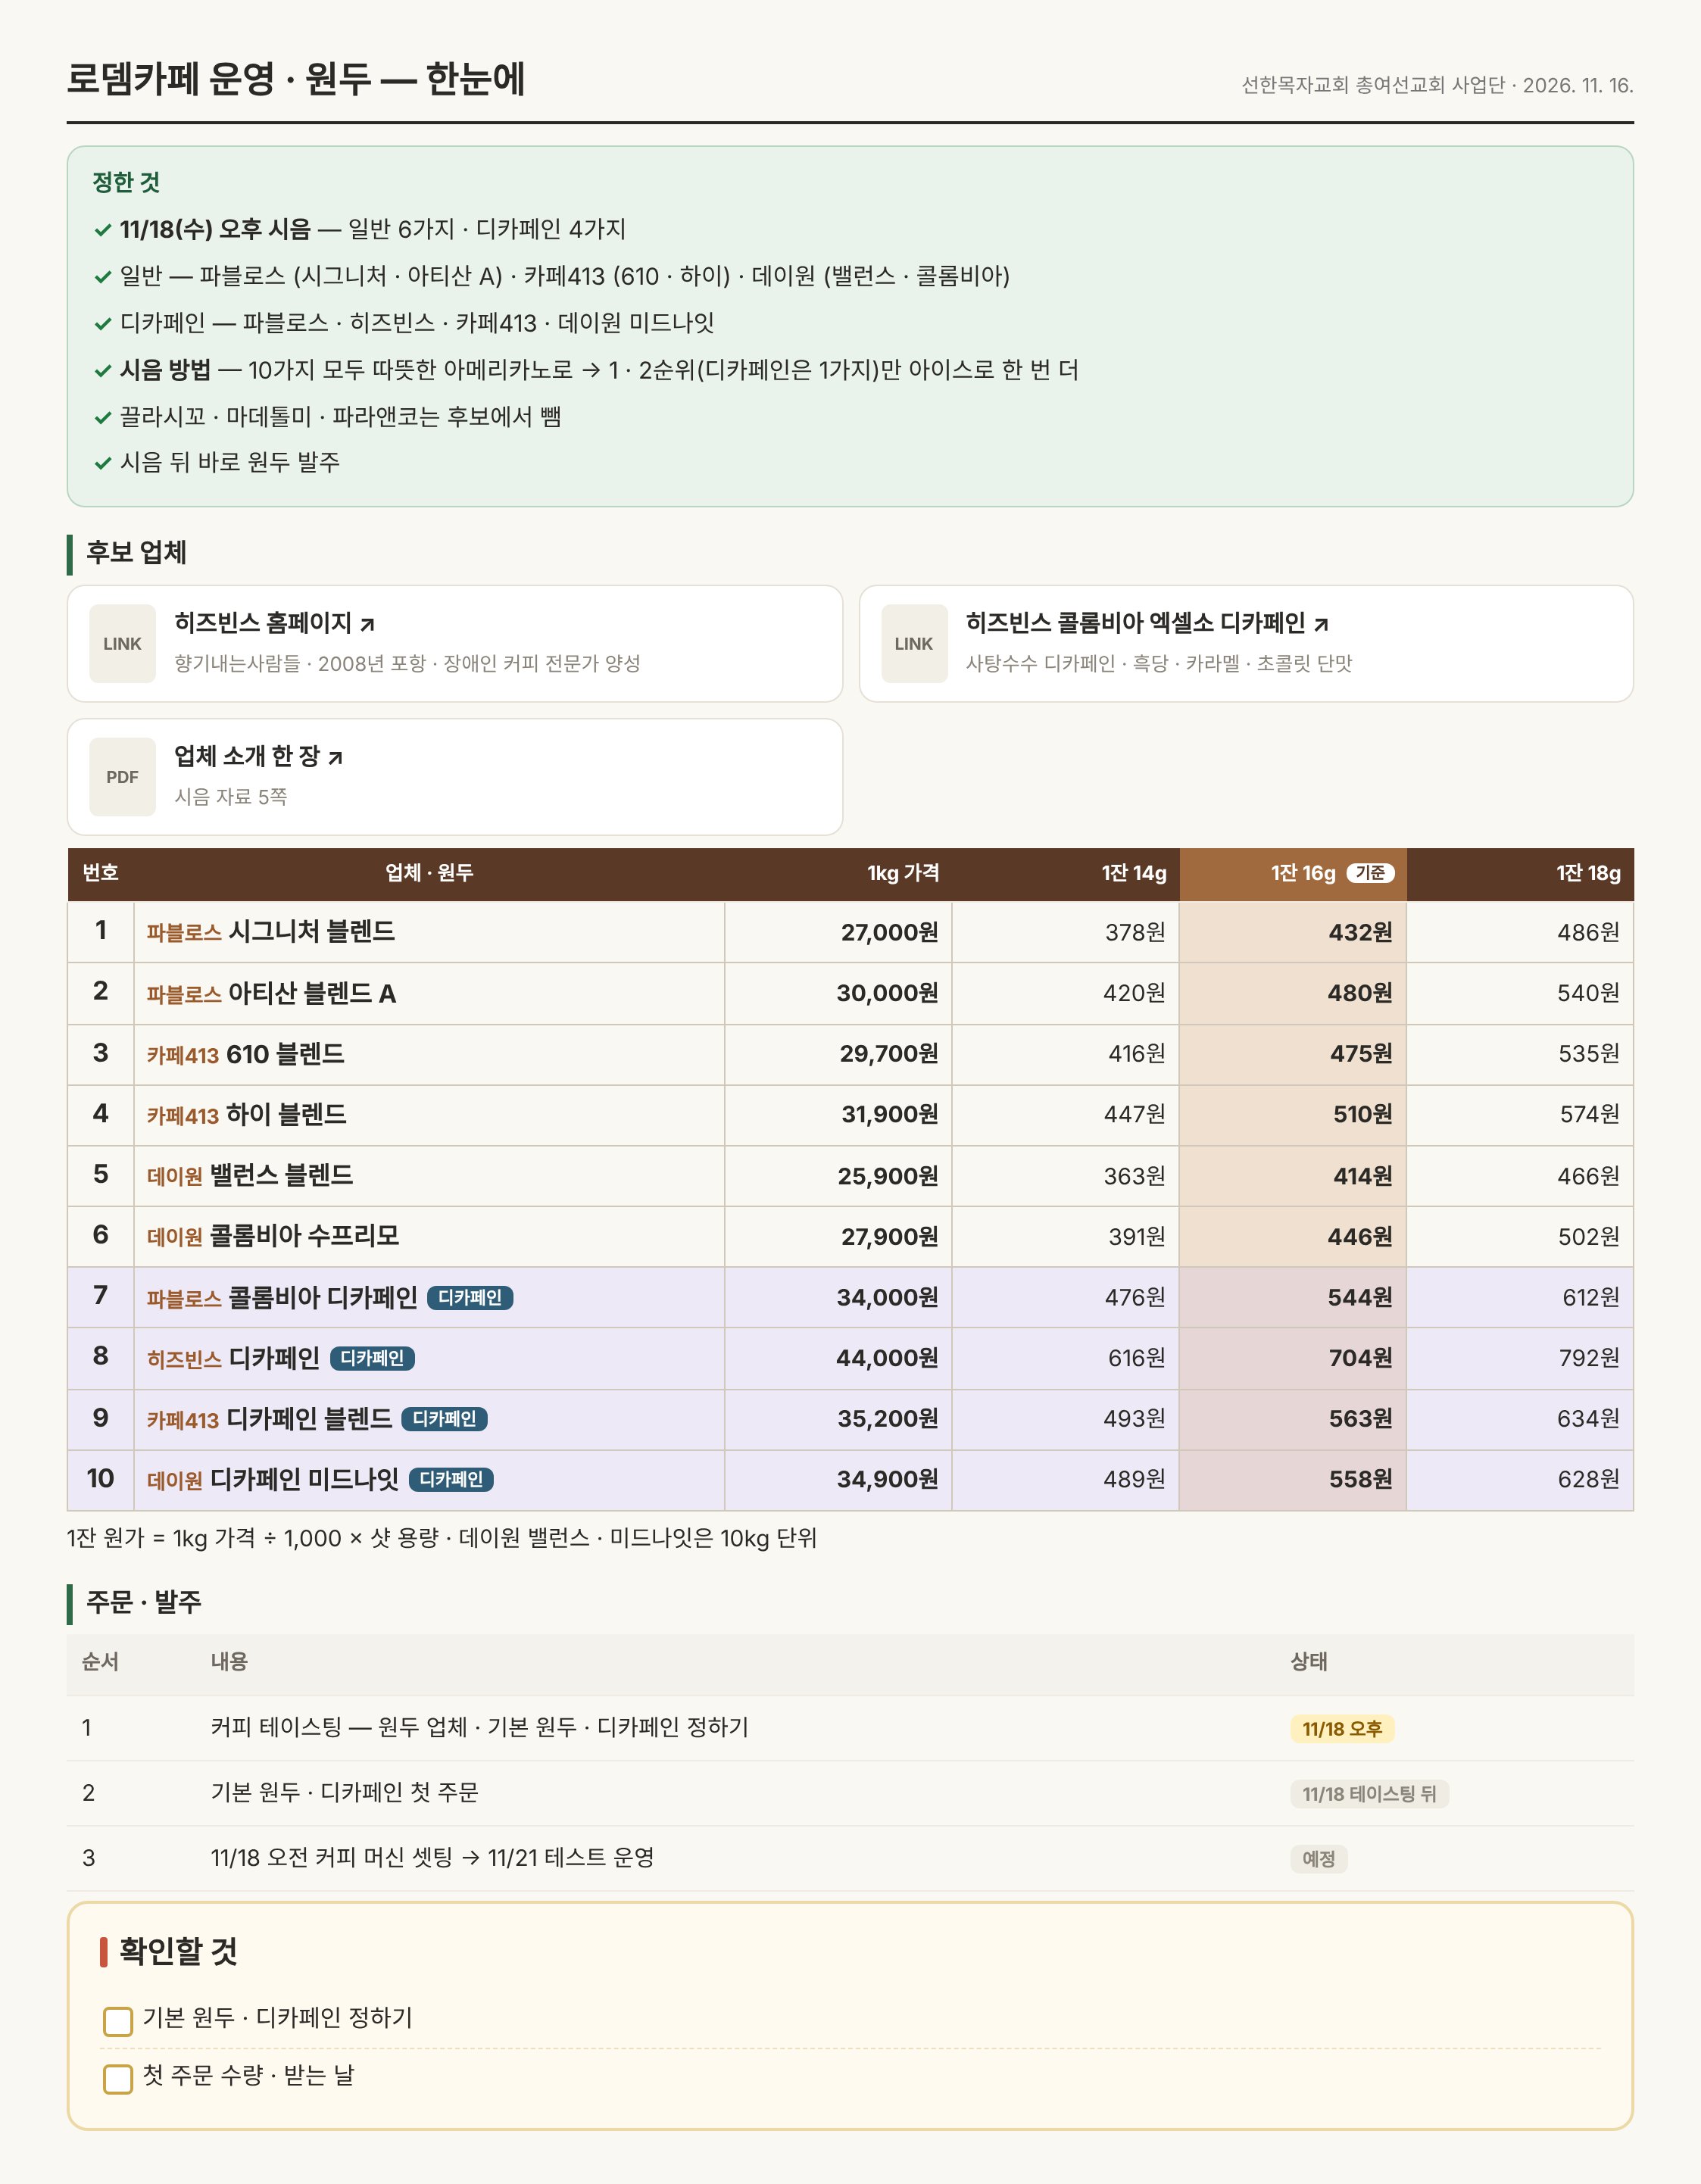 로뎀카페 운영 · 원두 — 한눈에
선한목자교회 총여선교회 사업단 · 2026. 11. 16.
정한 것
✓ 11/18(수) 오후 시음 — 일반 6가지 · 디카페인 4가지
✓ 일반 — 파블로스 (시그니처 · 아티산 A) · 카페413 (610 · 하이) · 데이원 (밸런스 · 콜롬비아)
✓ 디카페인 — 파블로스 · 히즈빈스 · 카페413 · 데이원 미드나잇
✓ 시음 방법 — 10가지 모두 따뜻한 아메리카노로 → 1 · 2순위(디카페인은 1가지)만 아이스로 한 번 더
✓ 끌라시꼬 · 마데톨미 · 파라앤코는 후보에서 뺌
✓ 시음 뒤 바로 원두 발주
후보 업체
LINK 히즈빈스 홈페이지 ↗
향기내는사람들 · 2008년 포항 · 장애인 커피 전문가 양성
LINK 히즈빈스 콜롬비아 엑셀소 디카페인 ↗
사탕수수 디카페인 · 흑당 · 카라멜 · 초콜릿 단맛
PDF 업체 소개 한 장 ↗
시음 자료 5쪽
번호 업체 · 원두 1kg 가격 1잔 14g 1잔 16g 기준 1잔 18g
1 파블로스 시그니처 블렌드 27,000원 378원 432원 486원
2 파블로스 아티산 블렌드 A 30,000원 420원 480원 540원
3 카페413 610 블렌드 29,700원 416원 475원 535원
4 카페413 하이 블렌드 31,900원 447원 510원 574원
5 데이원 밸런스 블렌드 25,900원 363원 414원 466원
6 데이원 콜롬비아 수프리모 27,900원 391원 446원 502원
7 파블로스 콜롬비아 디카페인 디카페인 34,000원 476원 544원 612원
8 히즈빈스 디카페인 디카페인 44,000원 616원 704원 792원
9 카페413 디카페인 블렌드 디카페인 35,200원 493원 563원 634원
10 데이원 디카페인 미드나잇 디카페인 34,900원 489원 558원 628원
1잔 원가 = 1kg 가격 ÷ 1,000 × 샷 용량 · 데이원 밸런스 · 미드나잇은 10kg 단위
주문 · 발주
순서 내용 상태
1 커피 테이스팅 — 원두 업체 · 기본 원두 · 디카페인 정하기 11/18 오후
2 기본 원두 · 디카페인 첫 주문 11/18 테이스팅 뒤
3 11/18 오전 커피 머신 셋팅 → 11/21 테스트 운영 예정
확인할 것
기본 원두 · 디카페인 정하기
첫 주문 수량 · 받는 날